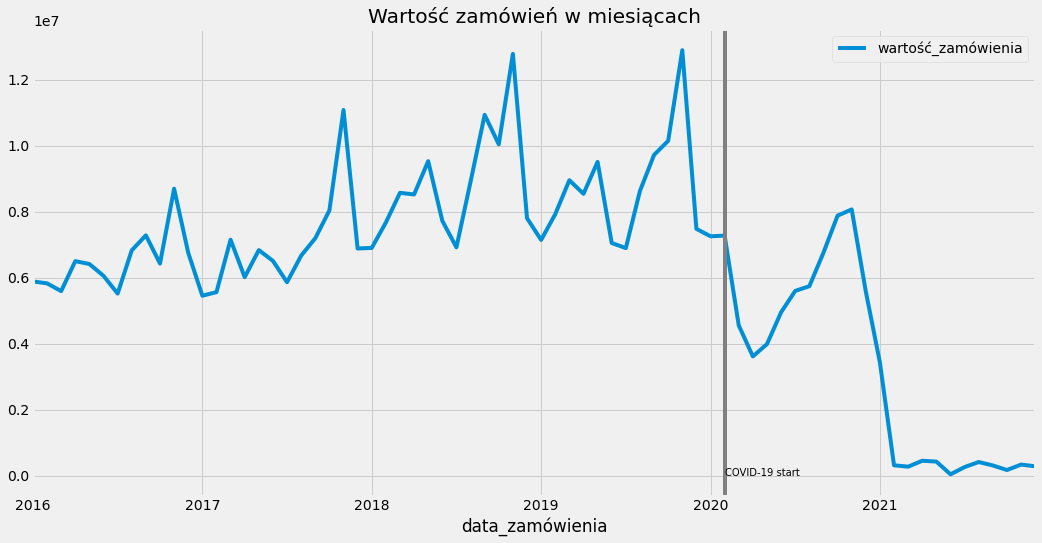 Wartość zamówień w miesiącach
1e7
wartość_zamówienia
1.2
1.0
0.8
0.6
0.4
0.2
0.0
COVID-19 start
2016 2017 2018 2019 2020 2021
data_zamówienia